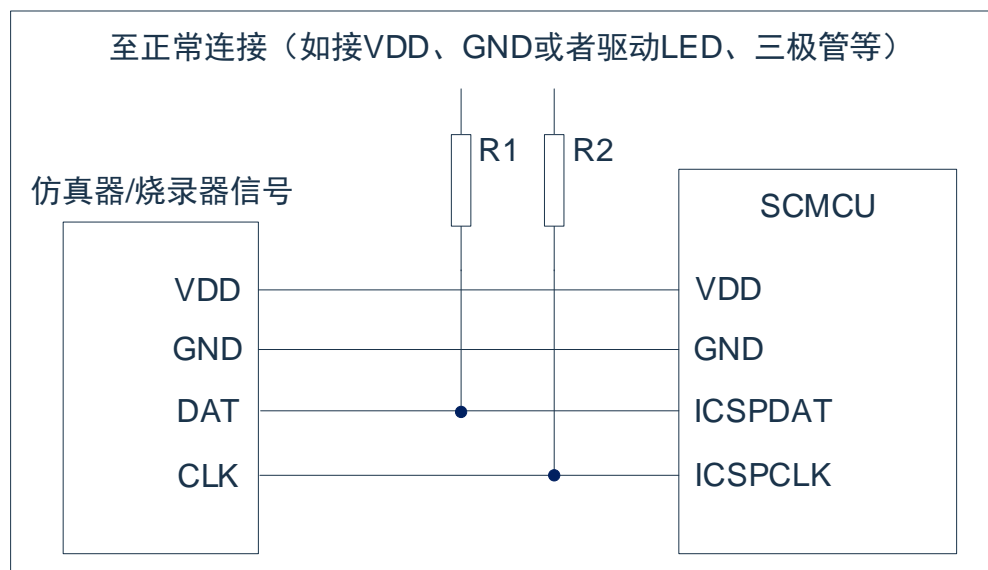 至正常连接（如接VDD、GND或者驱动LED、三极管等）
R1
R2
仿真器/烧录器信号
SCMCU
VDD
VDD
GND
GND
DAT
ICSPDAT
CLK
ICSPCLK